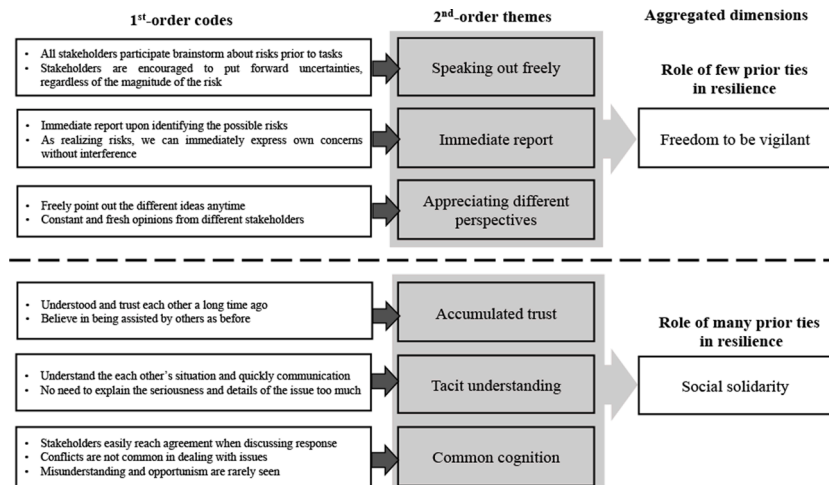 1st-order codes
2nd-order themes
Aggregated dimensions
• All stakeholders participate brainstorm about risks prior to tasks
• Stakeholders are encouraged to put forward uncertainties,
regardless of the magnitude of the risk
Speaking out freely
Role of few prior ties
in resilience
• Immediate report upon identifying the possible risks
• As realizing risks, we can immediately express own concerns
without interference
Immediate report
Freedom to be vigilant
• Freely point out the different ideas anytime
• Constant and fresh opinions from different stakeholders
Appreciating different
perspectives
• Understood and trust each other a long time ago
• Believe in being assisted by others as before
Accumulated trust
Role of many prior ties
in resilience
• Understand the each other's situation and quickly communication
• No need to explain the seriousness and details of the issue too much
Tacit understanding
Social solidarity
• Stakeholders easily reach agreement when discussing response
• Conflicts are not common in dealing with issues
• Misunderstanding and opportunism are rarely seen
Common cognition